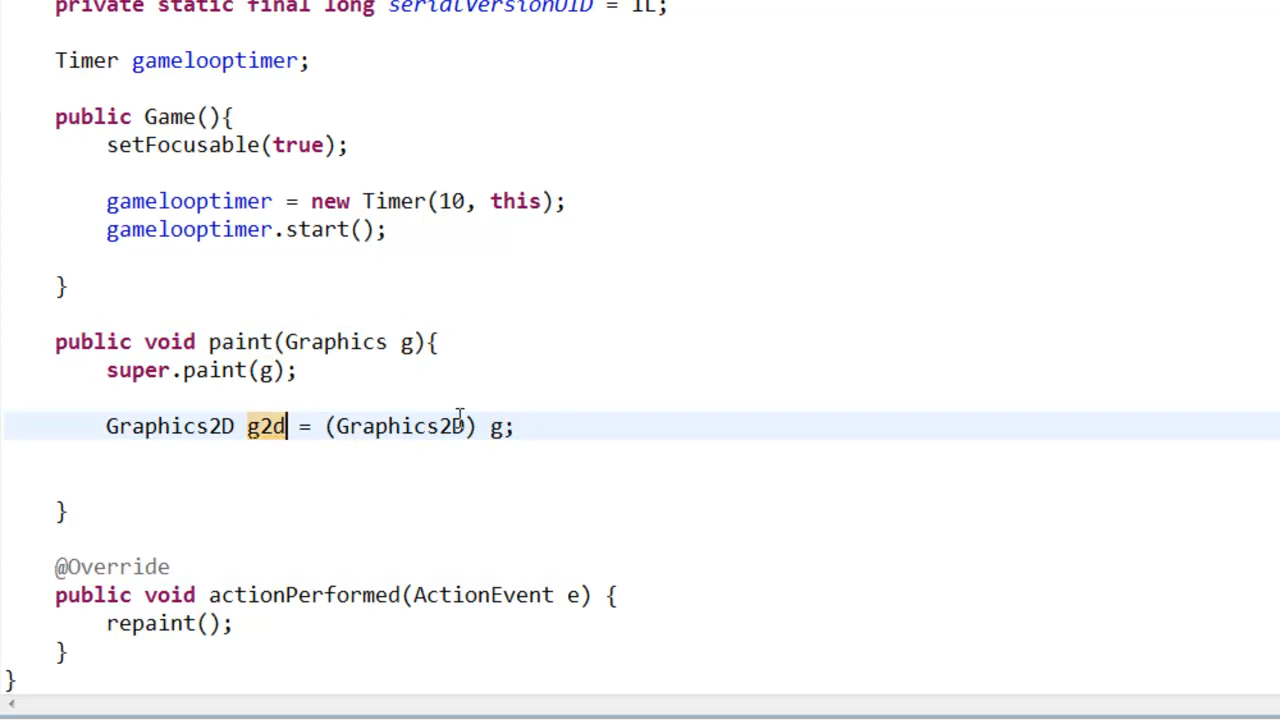 private static final long serialVersionUID = 1L;
Timer gamelooptimer;
public Game(){
setFocusable(true);
gamelooptimer = new Timer(10, this);
gamelooptimer.start();
}
public void paint(Graphics g){
super.paint(g);
Graphics2D g2d = (Graphics2D) g;
}
@Override
public void actionPerformed(ActionEvent e) {
repaint();
}
}